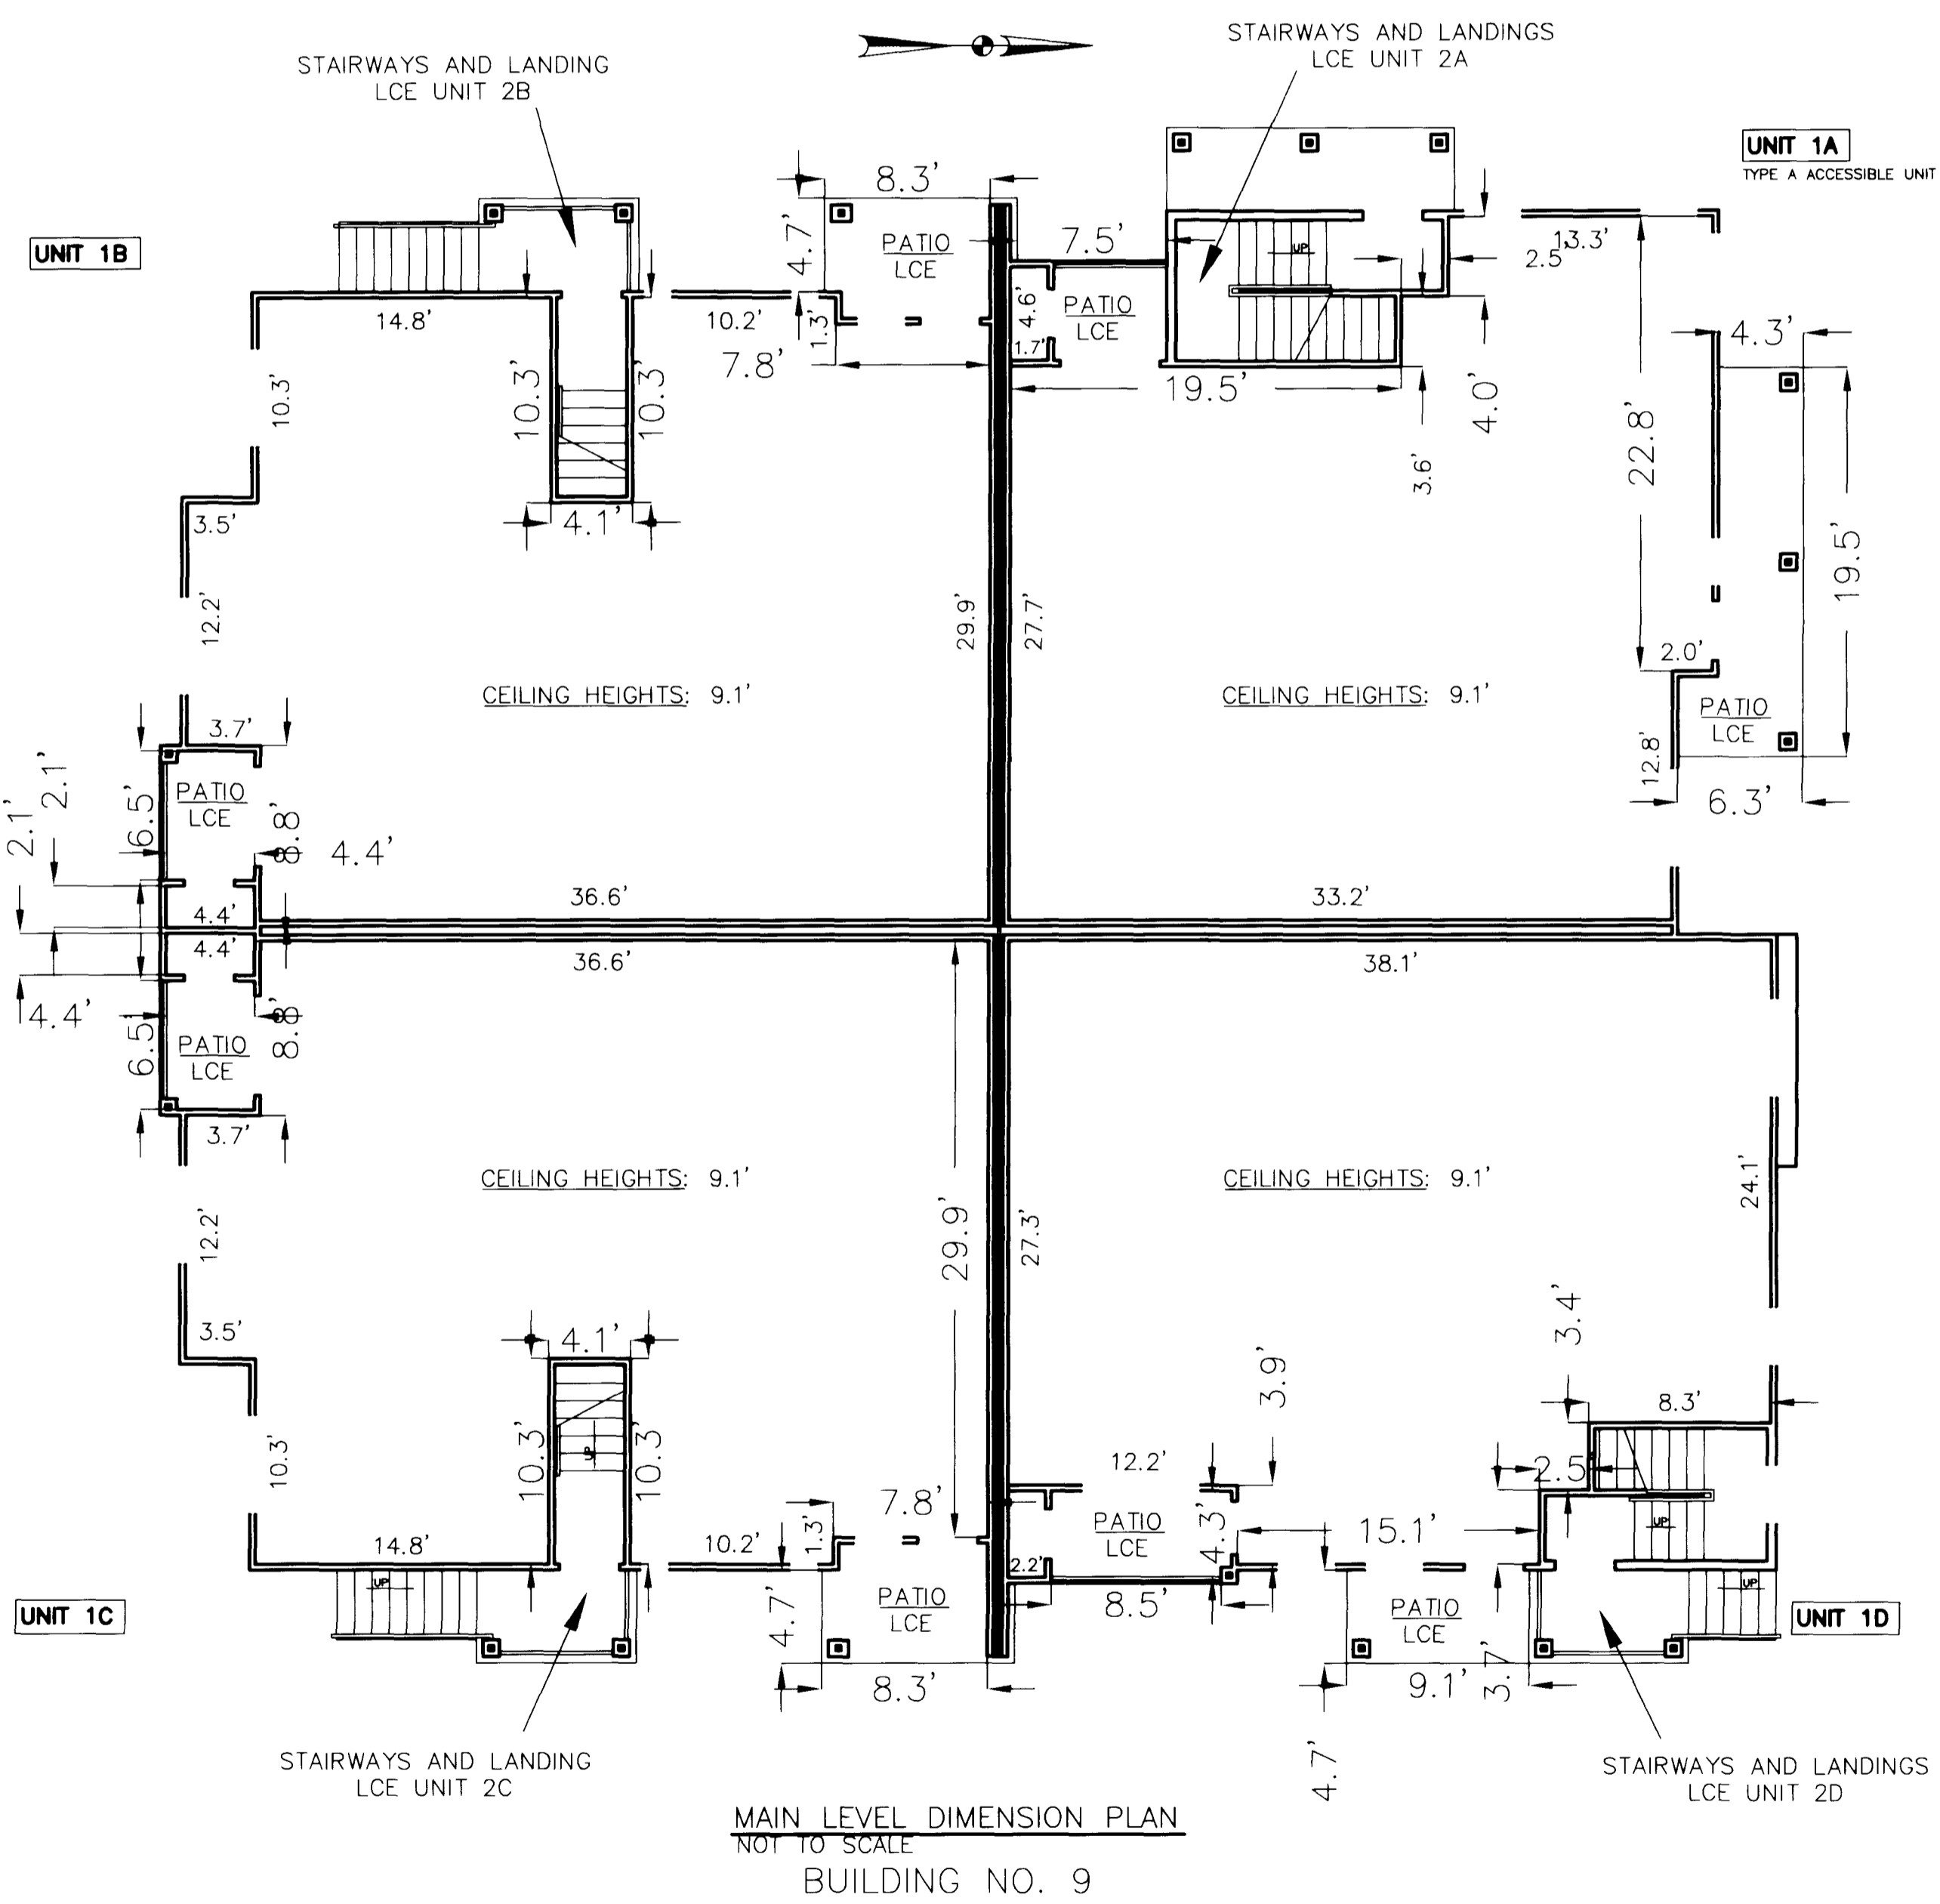 STAIRWAYS AND LANDINGS
LCE UNIT 2A
STAIRWAYS AND LANDING
LCE UNIT 2B
UNIT 1A
TYPE A ACCESSIBLE UNIT
UNIT 1B
8.3'
4.7'
PATIO
LCE
7.5'
UP
13.3'
2.5'
14.8'
10.2'
1.3'
7.8'
4.6'
PATIO
LCE
1.7'
19.5'
4.3'
10.3'
10.3'
10.3'
4.0'
3.6'
22.8'
3.5'
4.1'
19.5'
12.2'
29.9'
27.7'
2.0'
CEILING HEIGHTS: 9.1'
CEILING HEIGHTS: 9.1'
PATIO
LCE
12.8'
6.3'
3.7'
2.1'
2.1'
6.5'
PATIO
LCE
8.8'
4.4'
36.6'
33.2'
4.4'
4.4'
36.6'
38.1'
4.4'
6.5'
PATIO
LCE
8.8'
3.7'
CEILING HEIGHTS: 9.1'
CEILING HEIGHTS: 9.1'
24.1'
12.2'
29.9'
27.3'
3.5'
4.1'
3.4'
3.9'
8.3'
10.3'
10.3'
UP
10.3'
12.2'
2.5
7.8'
1.3'
PATIO
LCE
4.3'
15.1'
UP
14.8'
10.2'
2.2'
UP
UP
4.7'
PATIO
LCE
8.5'
PATIO
LCE
UNIT 1C
UNIT 1D
8.3'
9.1'
3.7'
4.7'
STAIRWAYS AND LANDING
LCE UNIT 2C
STAIRWAYS AND LANDINGS
LCE UNIT 2D
MAIN LEVEL DIMENSION PLAN
NOT TO SCALE
BUILDING NO. 9